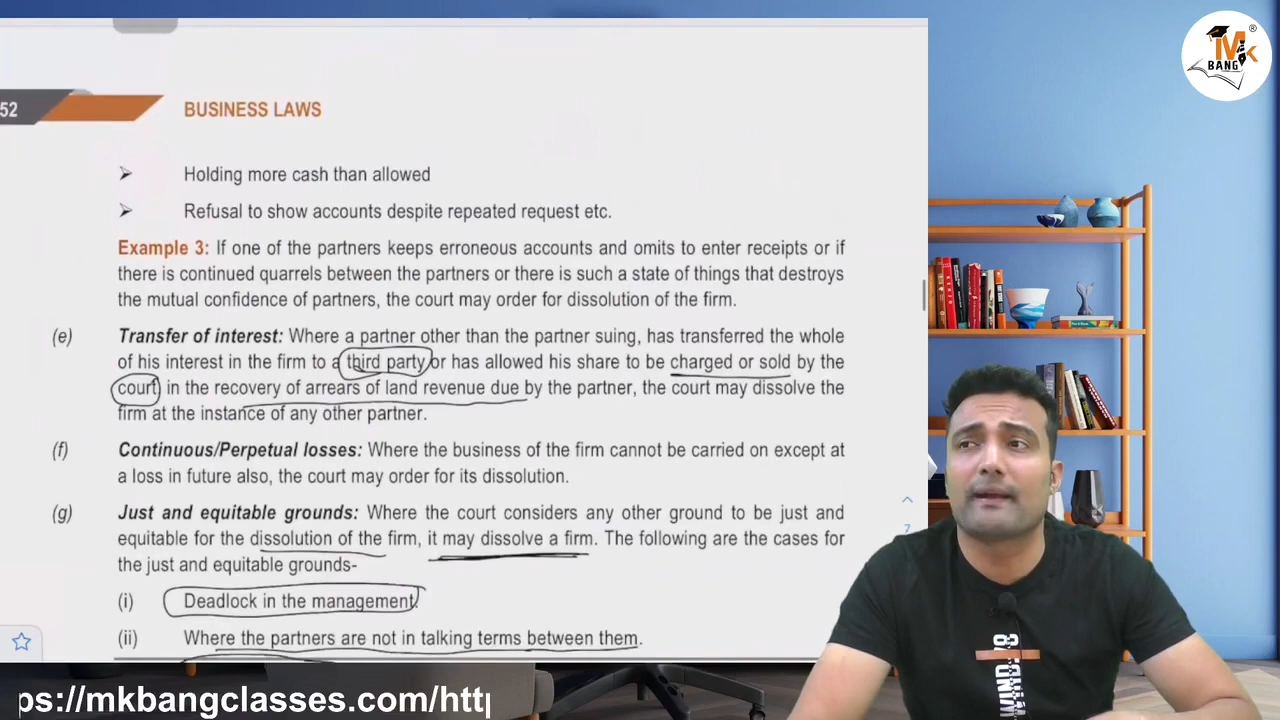 MK
BANG
®
52
BUSINESS LAWS
➢ Holding more cash than allowed
➢ Refusal to show accounts despite repeated request etc.
Example 3: If one of the partners keeps erroneous accounts and omits to enter receipts or if
there is continued quarrels between the partners or there is such a state of things that destroys
the mutual confidence of partners, the court may order for dissolution of the firm.
(e) Transfer of interest: Where a partner other than the partner suing, has transferred the whole
of his interest in the firm to a third party or has allowed his share to be charged or sold by the
court in the recovery of arrears of land revenue due by the partner, the court may dissolve the
firm at the instance of any other partner.
(f) Continuous/Perpetual losses: Where the business of the firm cannot be carried on except at
a loss in future also, the court may order for its dissolution.
(g) Just and equitable grounds: Where the court considers any other ground to be just and
equitable for the dissolution of the firm, it may dissolve a firm. The following are the cases for
the just and equitable grounds-
(i) Deadlock in the management.
(ii) Where the partners are not in talking terms between them.
7
ps://mkbangclasses.com/htt